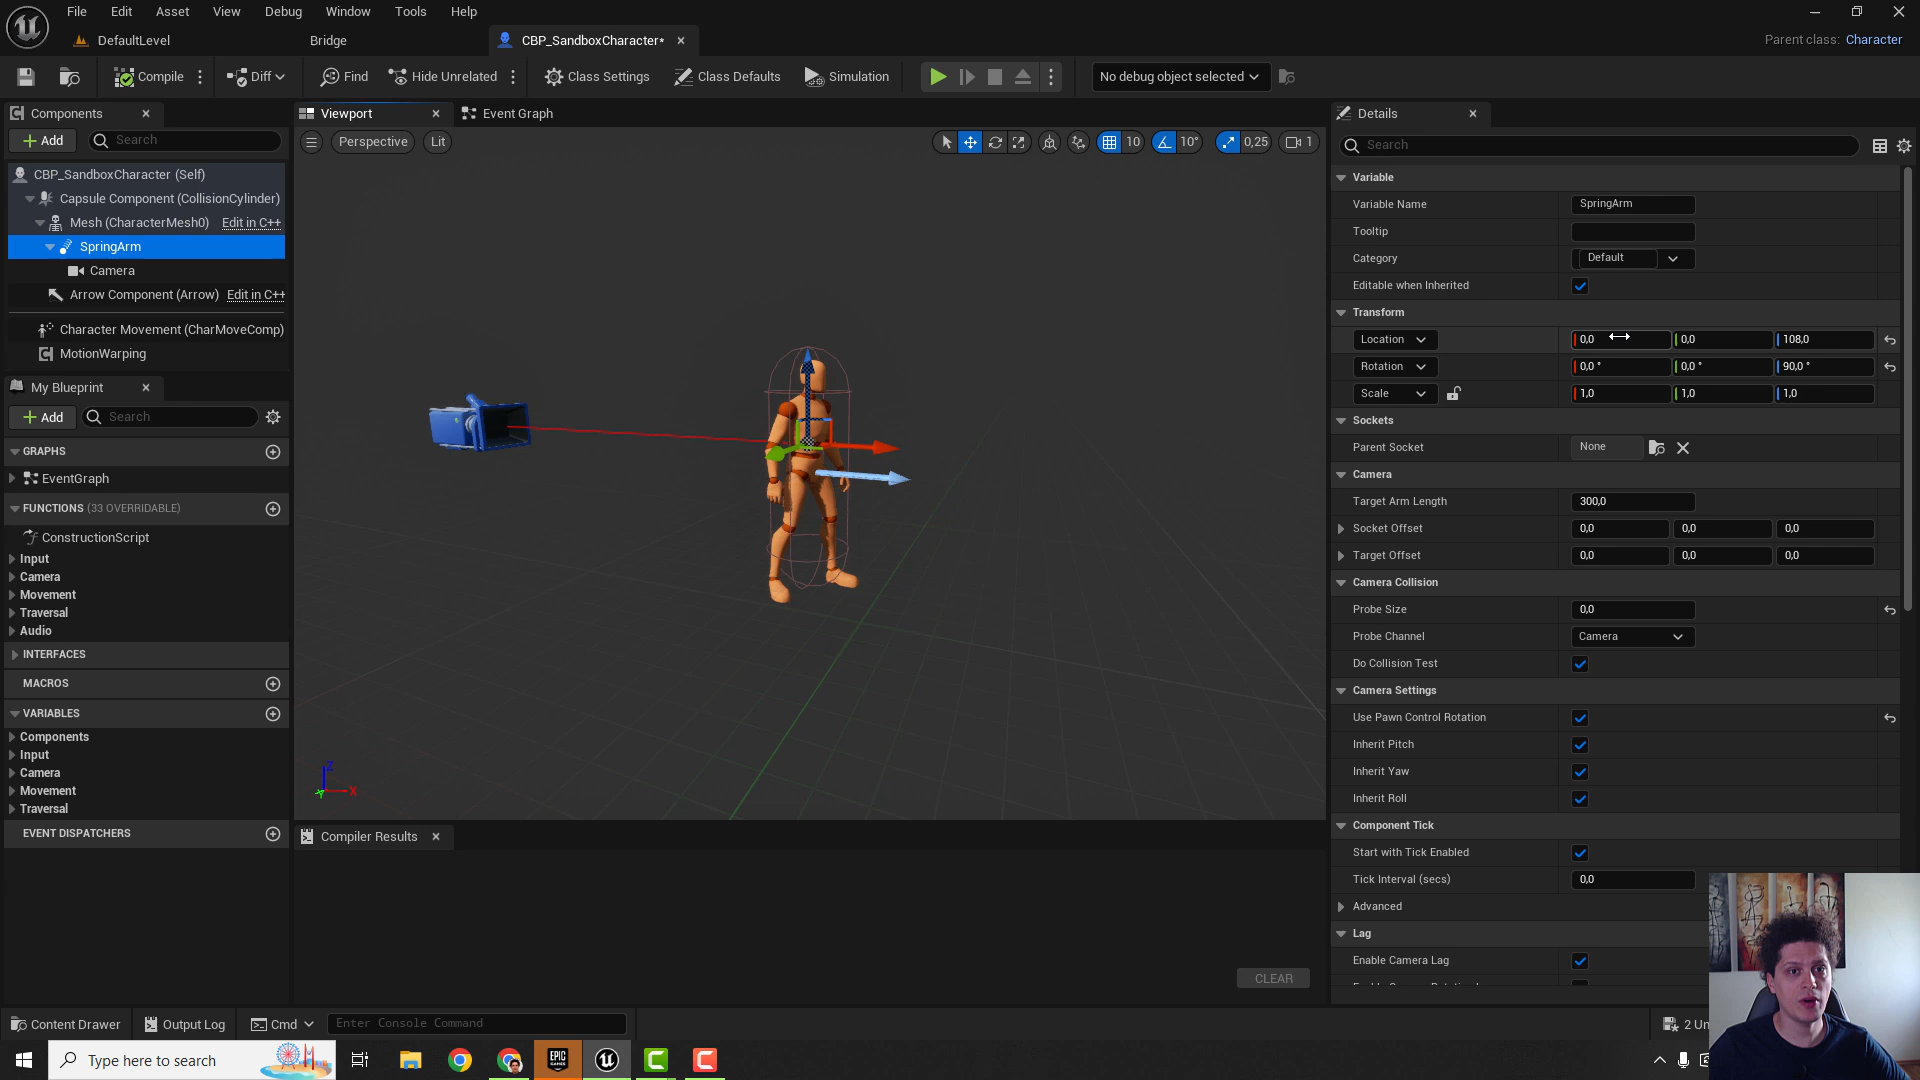 File Edit Asset View Debug Window Tools Help
DefaultLevel Bridge CBP_SandboxCharacter* Parent class: Character
Compile Diff Find Hide Unrelated Class Settings Class Defaults Simulation No debug object selected
Components Viewport Event Graph Details
Add Search Perspective Lit 10 10° 0,25 1 Search
CBP_SandboxCharacter (Self)
Capsule Component (CollisionCylinder)
Mesh (CharacterMesh0) Edit in C++
SpringArm
Camera
Arrow Component (Arrow) Edit in C++
Character Movement (CharMoveComp)
MotionWarping
My Blueprint
Add Search
GRAPHS
EventGraph
FUNCTIONS (33 OVERRIDABLE)
ConstructionScript
Input
Camera
Movement
Traversal
Audio
INTERFACES
MACROS
VARIABLES
Components
Input
Camera
Movement
Traversal
EVENT DISPATCHERS
Z
X
Y
Compiler Results
CLEAR
Variable
Variable Name SpringArm
Tooltip
Category Default
Editable when Inherited
Transform
Location 0,0 0,0 108,0
Rotation 0,0 ° 0,0 ° 90,0 °
Scale 1,0 1,0 1,0
Sockets
Parent Socket None
Camera
Target Arm Length 300,0
Socket Offset 0,0 0,0 0,0
Target Offset 0,0 0,0 0,0
Camera Collision
Probe Size 0,0
Probe Channel Camera
Do Collision Test
Camera Settings
Use Pawn Control Rotation
Inherit Pitch
Inherit Yaw
Inherit Roll
Component Tick
Start with Tick Enabled
Tick Interval (secs) 0,0
Advanced
Lag
Enable Camera Lag
Content Drawer Output Log Cmd Enter Console Command 2
Type here to search EPIC GAMES